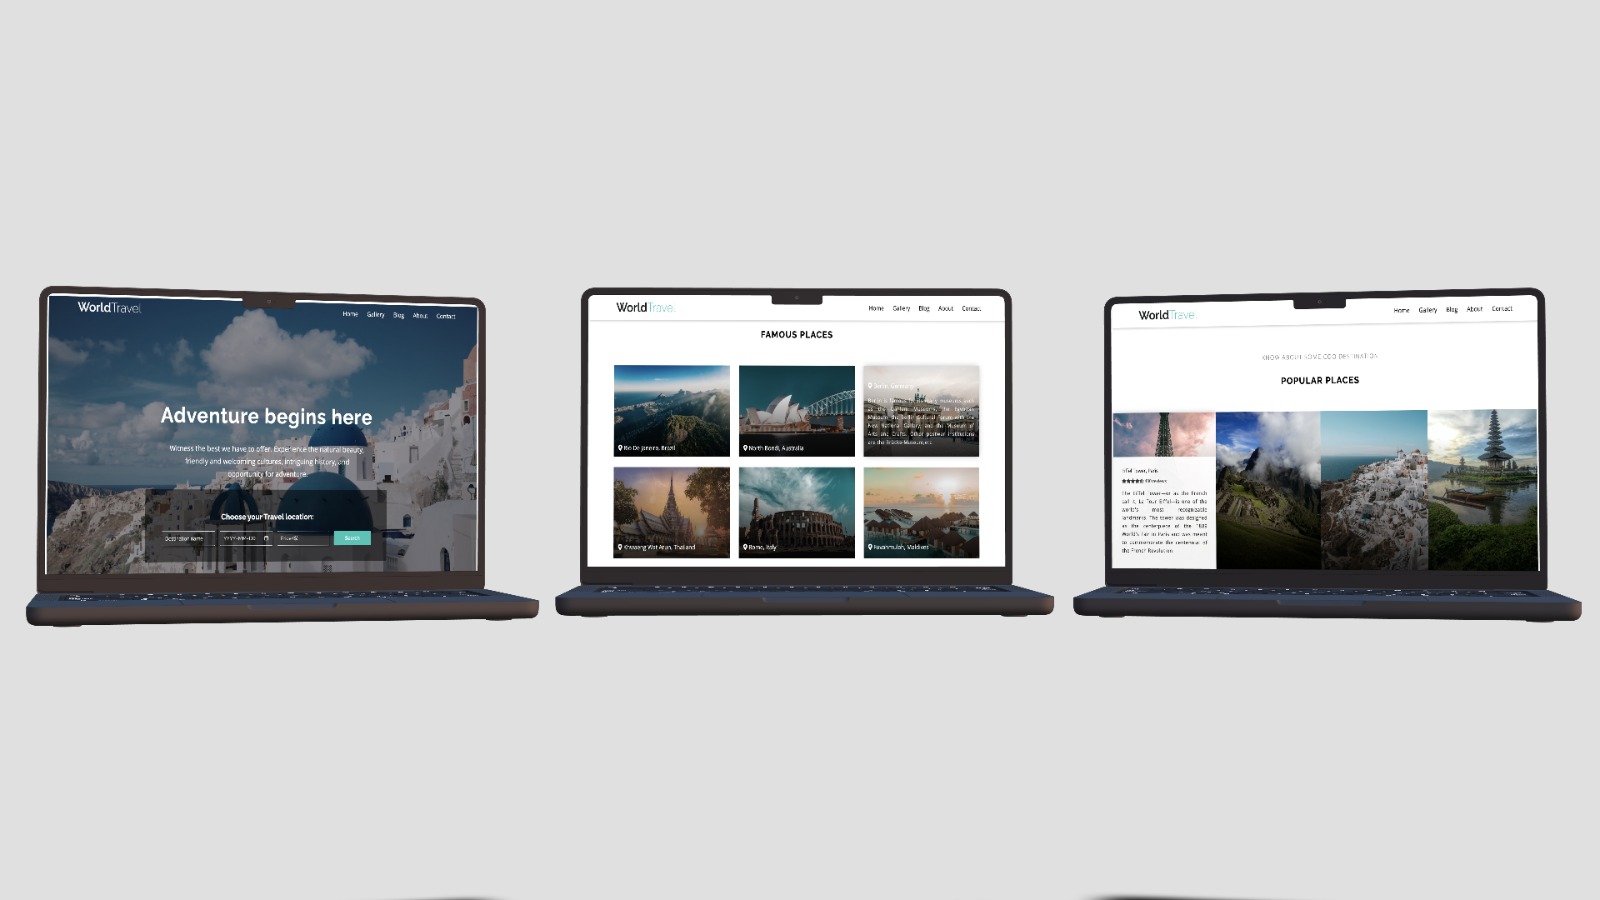 WorldTravel
Home Gallery Blog About Contact
Adventure begins here
Witness the best we have to offer. Experience the natural beauty,
friendly and welcoming cultures, intriguing history, and
opportunity for adventure.
Choose your Travel location:
Destination Name YYYY-MM-DD Price($) Search
WorldTravel
Home Gallery Blog About Contact
FAMOUS PLACES
Rio De Janeiro, Brazil
North Bondi, Australia
Berlin, Germany
Khwaeng Wat Arun, Thailand
Rome, Italy
Fuvahmulah, Maldives
WorldTravel
Home Gallery Blog About Contact
KNOW ABOUT SOME DESTINATION
POPULAR PLACES
Eiffel Tower, Paris
reviews
The Eiffel Tower—or as the French
call it, La Tour Eiffel—is one of the
world's most recognizable
landmarks. The tower was designed
as the centerpiece of the 1889
World's Fair in Paris and was meant
to commemorate the centennial of
the French Revolution